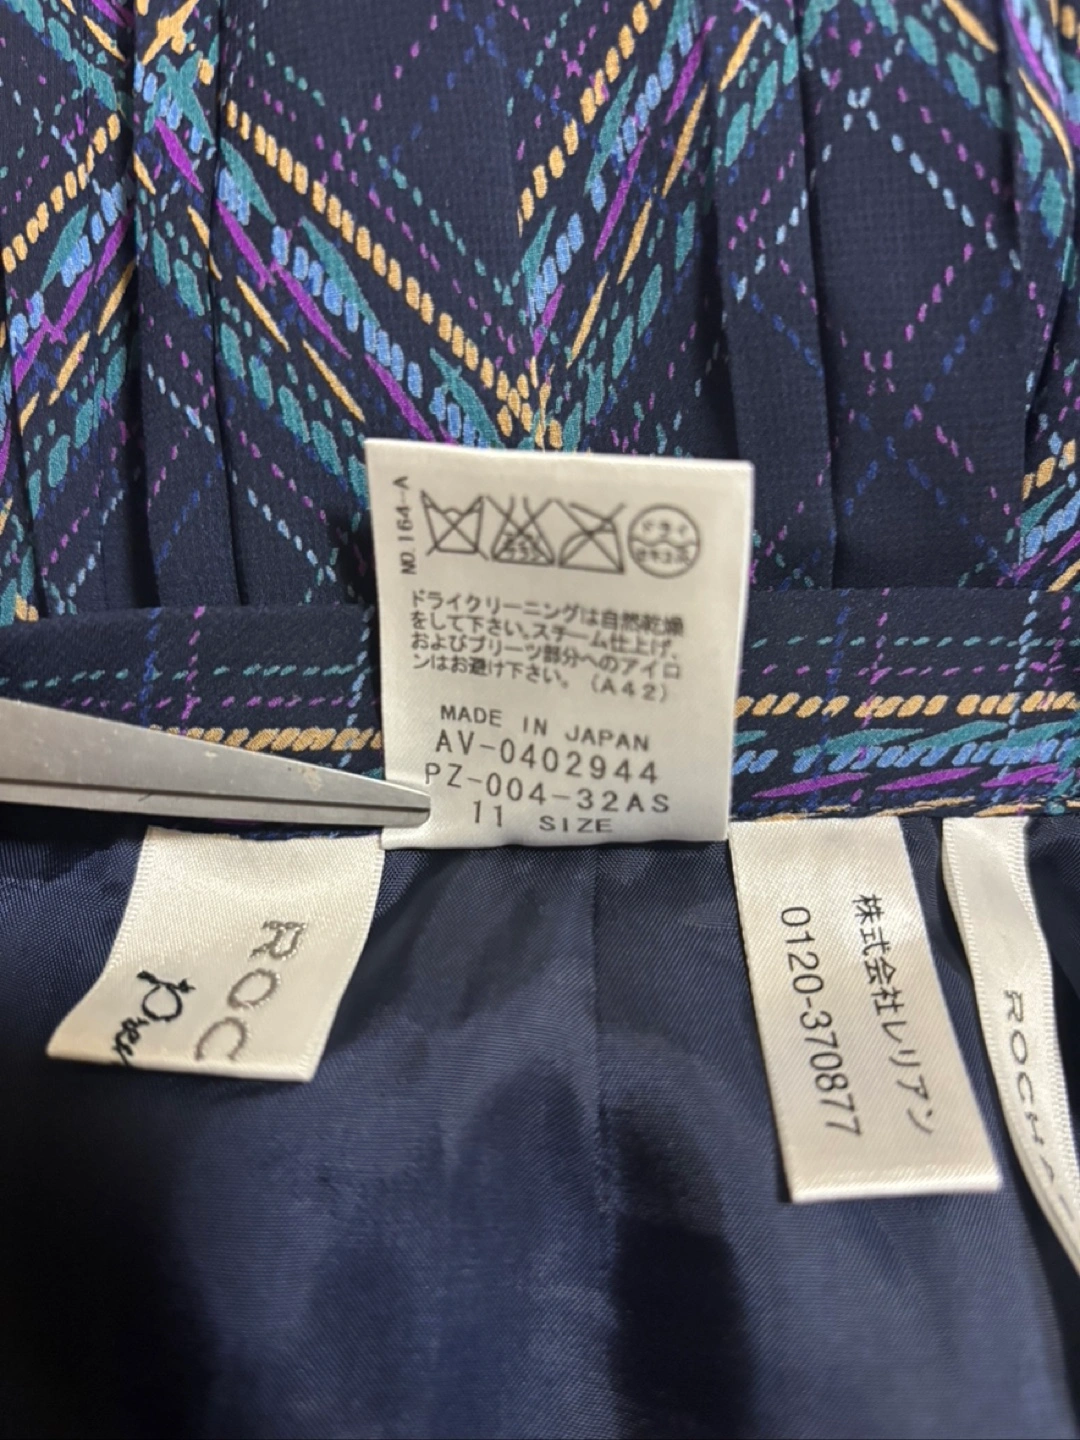 NO.164-A
ドライ
セキユ系
ドライクリーニングは自然乾燥
をして下さい。スチーム仕上げ、
およびプリーツ部分へのアイロ
ンはお避け下さい。(A42)
MADE IN JAPAN
AV-0402944
PZ-004-32AS
11 SIZE
ROC
株式会社レリアン
0120-370877
ROCHA